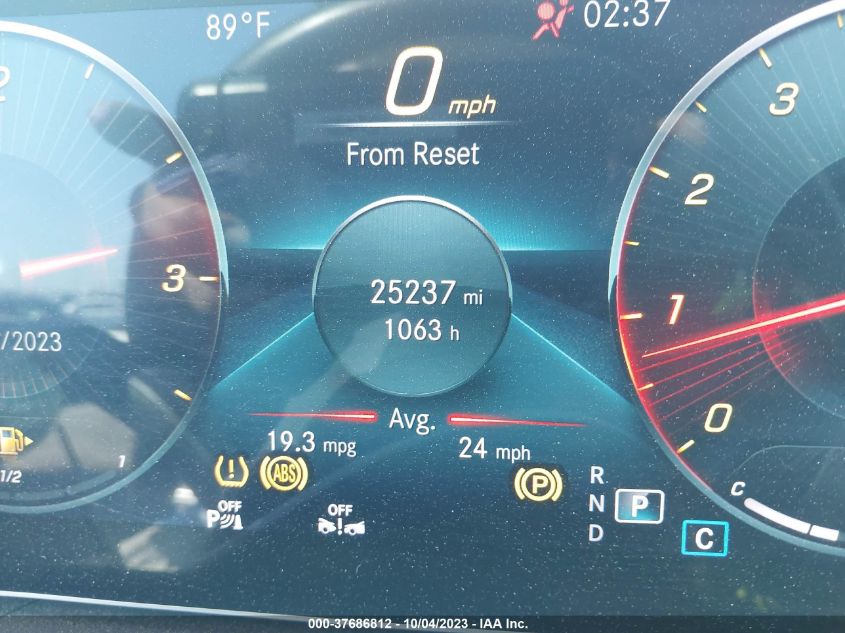 89°F 02:37
0 mph
From Reset
25237 mi
1063 h
Avg.
19.3 mpg 24 mph
2
3
/2023
1/2
1
3
2
1
0
C
ABS
P
OFF
P
OFF
R
N P
D
C
000-37686812 - 10/04/2023 - IAA Inc.